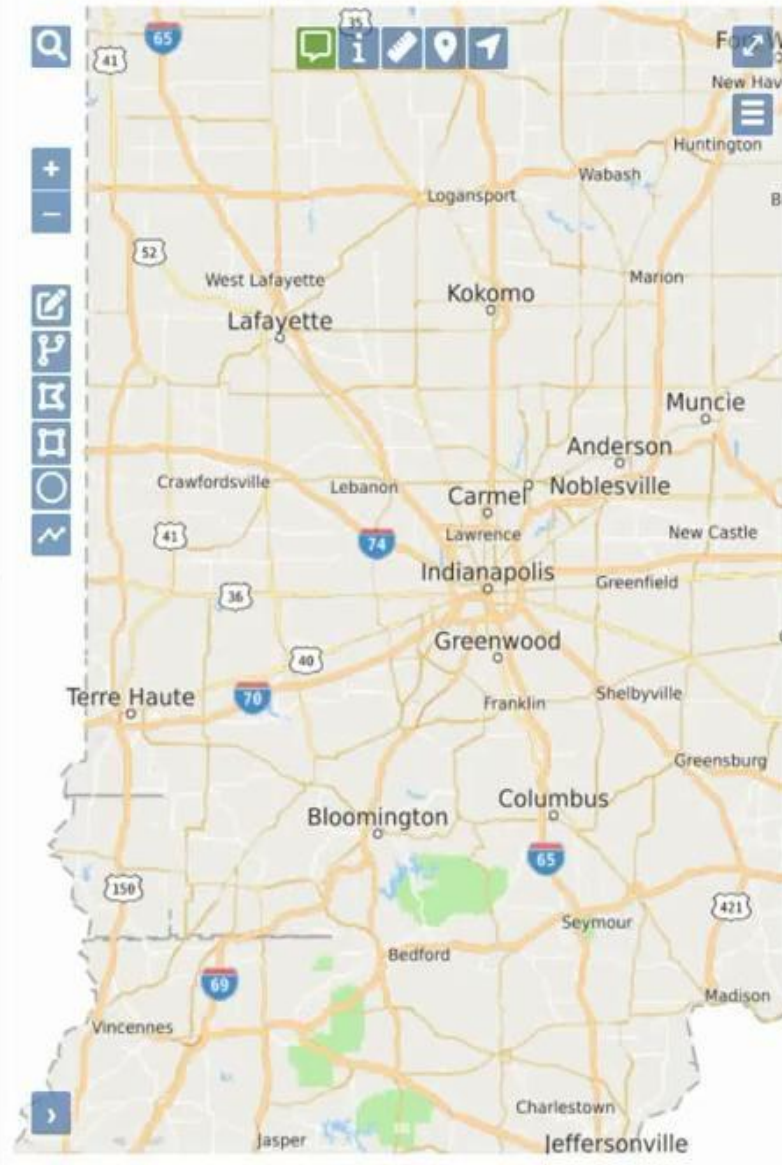 35
65
41
New Hav
Huntington
Wabash
Logansport
52
West Lafayette
Marion
Kokomo
Lafayette
Muncie
Anderson
Crawfordsville
Lebanon
Carmel
Noblesville
41
74
Lawrence
New Castle
Indianapolis
36
Greenfield
Greenwood
40
Terre Haute
70
Franklin
Shelbyville
Greensburg
Bloomington
Columbus
65
150
421
Seymour
Bedford
69
Madison
Vincennes
Charlestown
Jasper
Jeffersonville